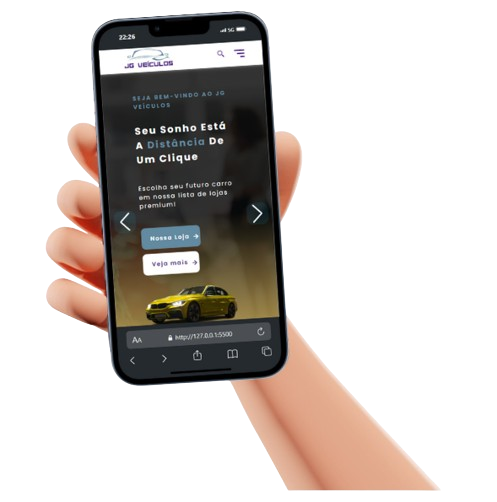 22:26
5G
JG VEÍCULOS
SEJA BEM-VINDO AO JG
VEÍCULOS
Seu Sonho Está
A Distância De
Um Clique
Escolha seu futuro carro
em nossa lista de lojas
premium!
Nossa Loja →
Veja mais →
AA
http://127.0.0.1:5500